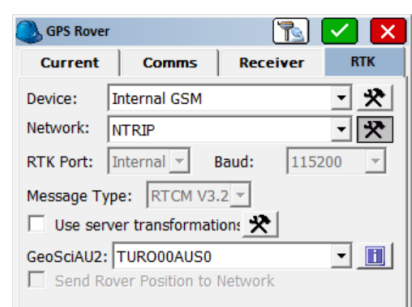 GPS Rover
Current Comms Receiver RTK
Device: Internal GSM
Network: NTRIP
RTK Port: Internal Baud: 115200
Message Type: RTCM V3.2
Use server transformations
GeoSciAU2: TURO00AUS0
Send Rover Position to Network